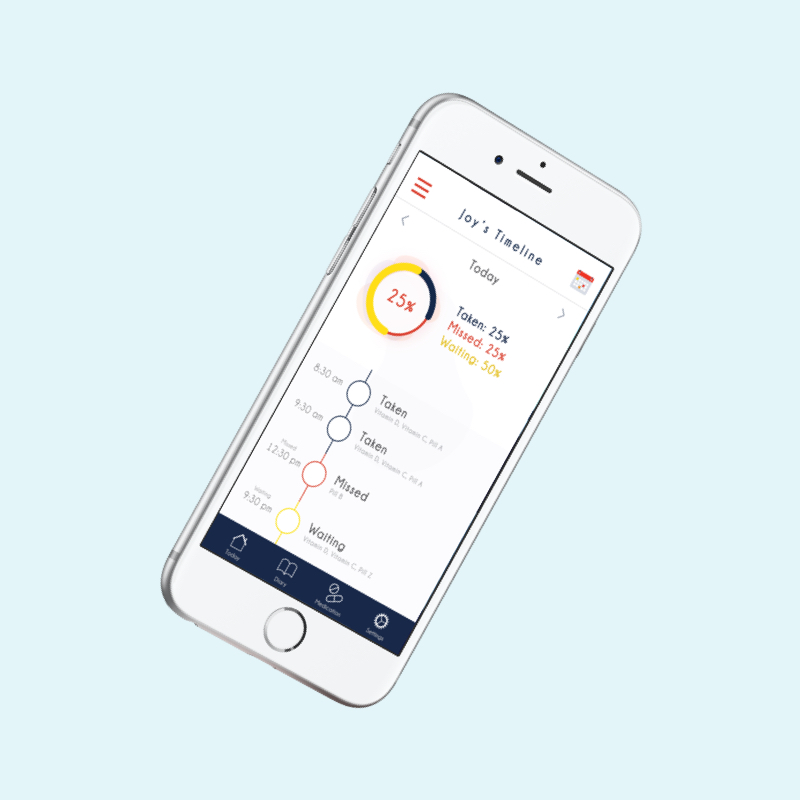 Joy's Timeline
Today
25%
Taken: 25%
Missed: 25%
Waiting: 50%
8:30 am
Taken
Vitamin D, Vitamin C, Pill A
9:30 am
Taken
Vitamin D, Vitamin C, Pill A
Missed
12:30 pm
Missed
Pill B
Waiting
9:30 pm
Waiting
Vitamin D, Vitamin C, Pill Z
Today
Diary
Medication
Settings